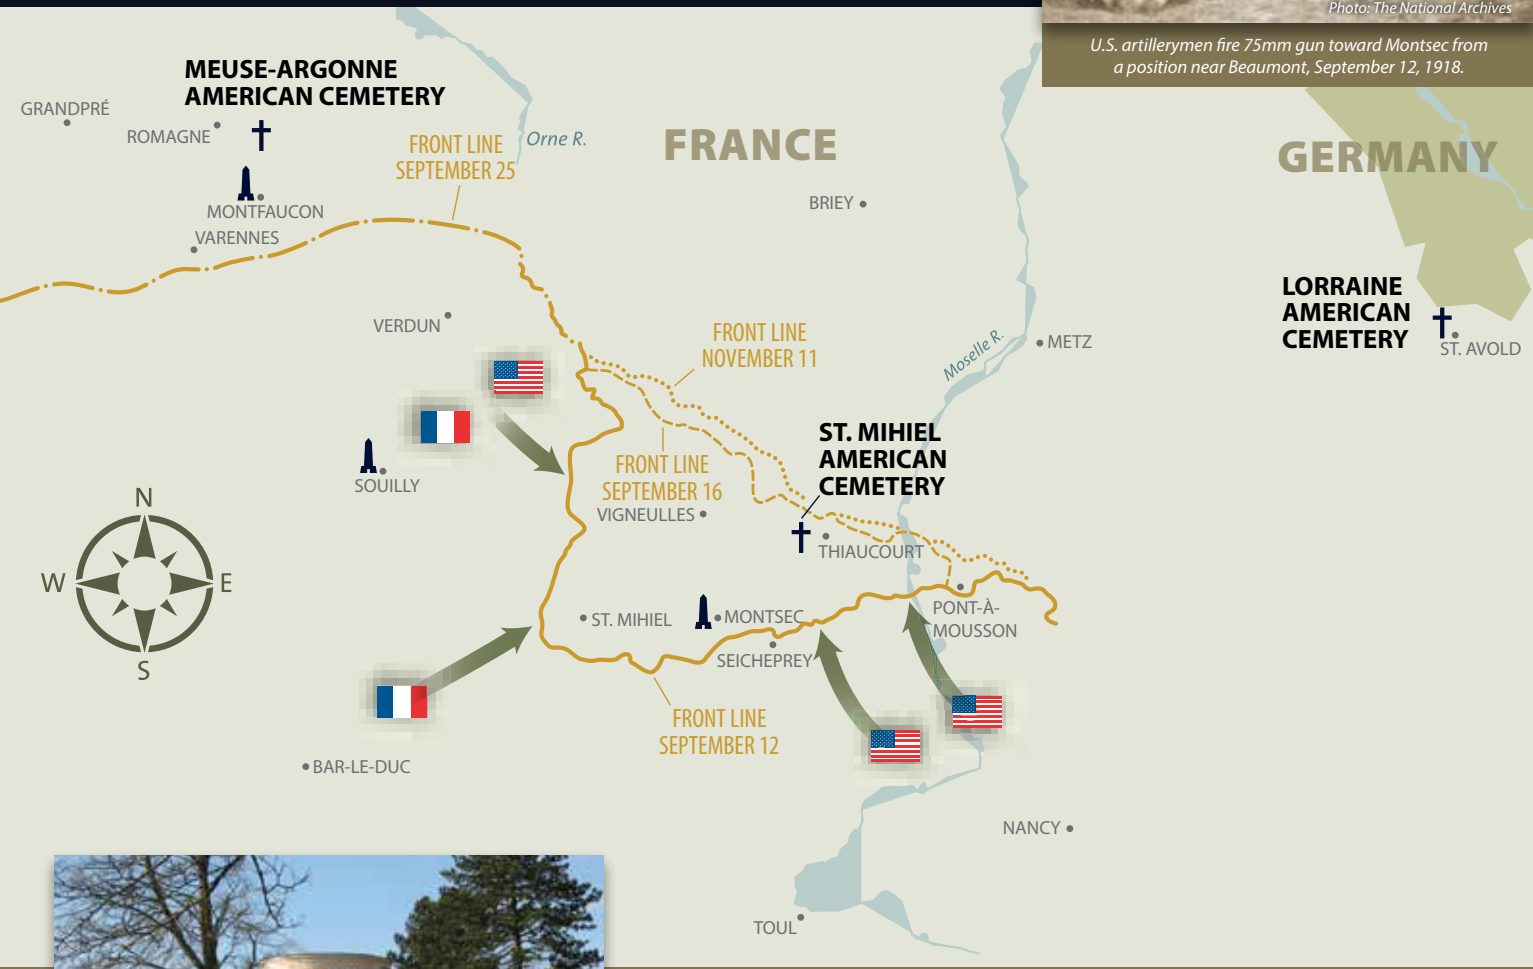 Photo: The National Archives
U.S. artillerymen fire 75mm gun toward Montsec from
a position near Beaumont, September 12, 1918.
MEUSE-ARGONNE
AMERICAN CEMETERY
GRANDPRÉ
ROMAGNE
MONTFAUCON
VARENNES
FRONT LINE
SEPTEMBER 25
Orne R.
FRANCE
GERMANY
BRIEY
VERDUN
FRONT LINE
NOVEMBER 11
Moselle R.
METZ
LORRAINE
AMERICAN
CEMETERY
ST. AVOLD
ST. MIHIEL
AMERICAN
CEMETERY
FRONT LINE
SEPTEMBER 16
SOUILLY
VIGNEULLES
THIAUCOURT
N
W
E
S
ST. MIHIEL
MONTSEC
SEICHEPREY
PONT-À-
MOUSSON
FRONT LINE
SEPTEMBER 12
BAR-LE-DUC
NANCY
TOUL